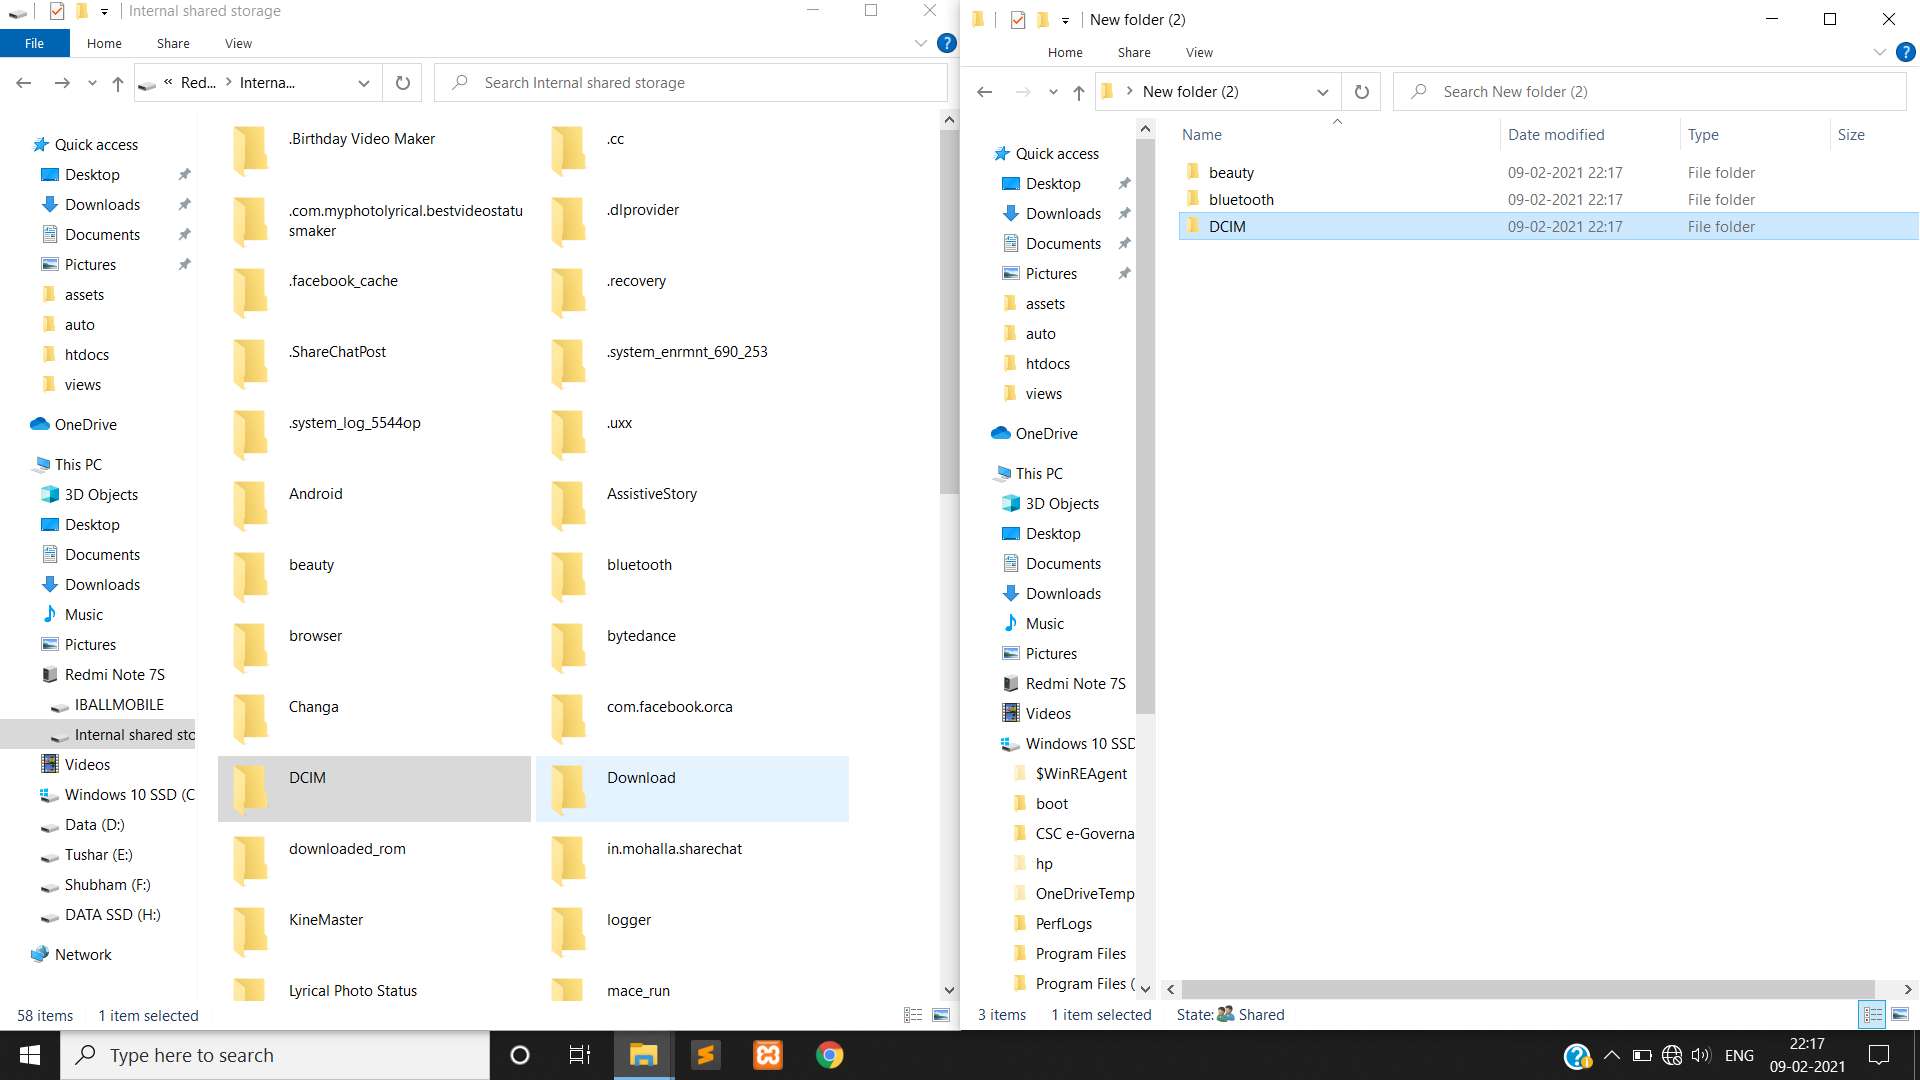 Internal shared storage
File
Home
Share
View
« Red... > Interna...
Search Internal shared storage
Quick access
Desktop
Downloads
Documents
Pictures
assets
auto
htdocs
views
OneDrive
This PC
3D Objects
Desktop
Documents
Downloads
Music
Pictures
Redmi Note 7S
IBALLMOBILE
Internal shared sto
Videos
Windows 10 SSD (C
Data (D:)
Tushar (E:)
Shubham (F:)
DATA SSD (H:)
Network
.Birthday Video Maker
.cc
.com.myphotolyrical.bestvideostatu
smaker
.dlprovider
.facebook_cache
.recovery
.ShareChatPost
.system_enrmnt_690_253
.system_log_5544op
.uxx
Android
AssistiveStory
beauty
bluetooth
browser
bytedance
Changa
com.facebook.orca
DCIM
Download
downloaded_rom
in.mohalla.sharechat
KineMaster
logger
Lyrical Photo Status
mace_run
58 items
1 item selected
New folder (2)
Home
Share
View
> New folder (2)
Search New folder (2)
Quick access
Desktop
Downloads
Documents
Pictures
assets
auto
htdocs
views
OneDrive
This PC
3D Objects
Desktop
Documents
Downloads
Music
Pictures
Redmi Note 7S
Videos
Windows 10 SSD
$WinREAgent
boot
CSC e-Governa
hp
OneDriveTemp
PerfLogs
Program Files
Program Files (
Name Date modified Type Size
beauty 09-02-2021 22:17 File folder
bluetooth 09-02-2021 22:17 File folder
DCIM 09-02-2021 22:17 File folder
3 items
1 item selected
State: Shared
Type here to search
ENG
22:17
09-02-2021